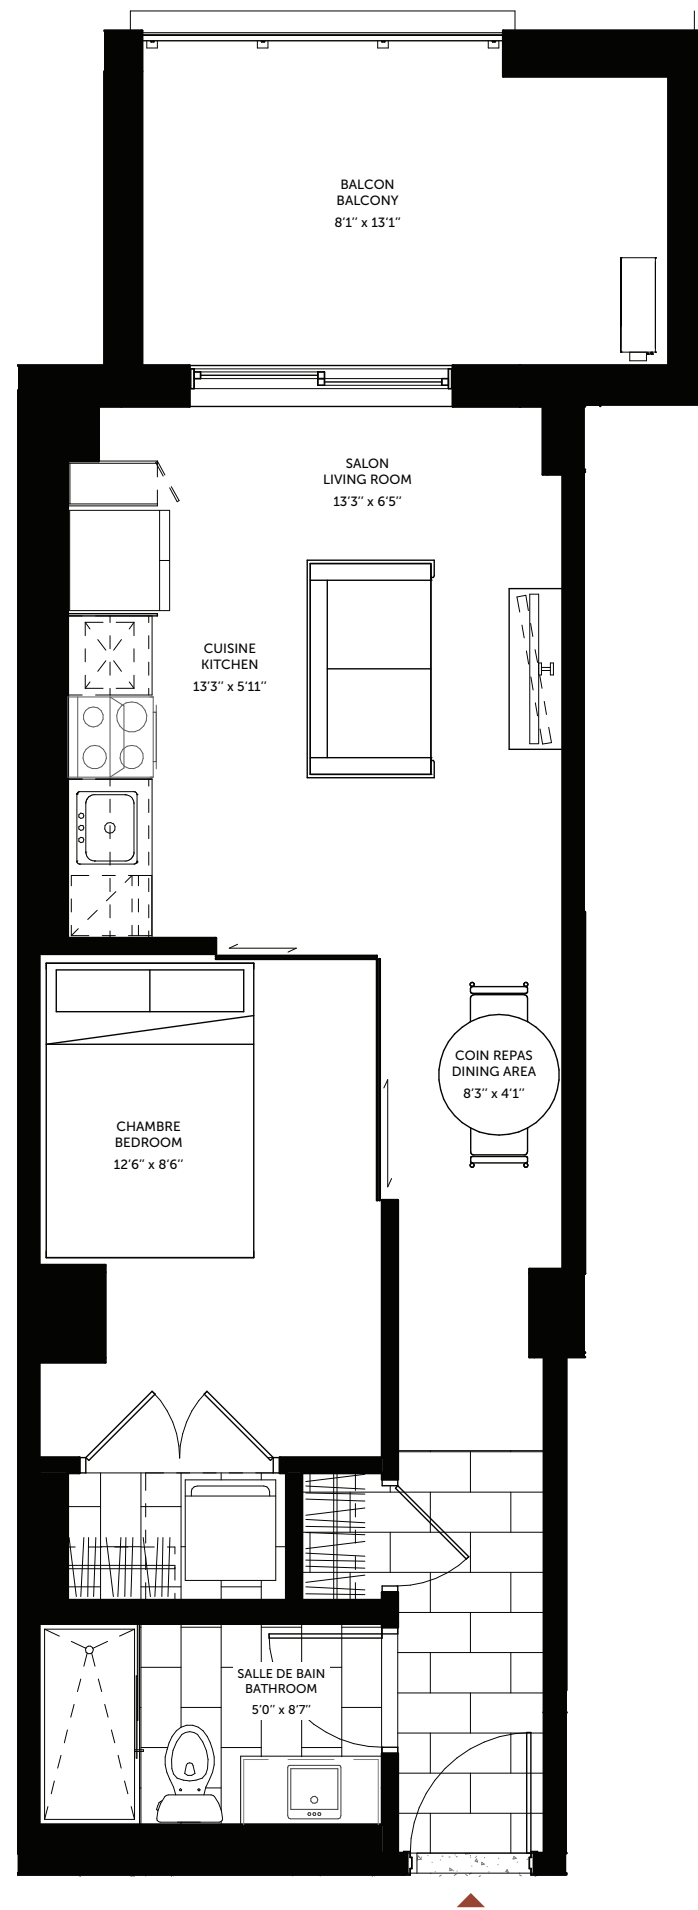 BALCON
BALCONY
8'1'' x 13'1''
SALON
LIVING ROOM
13'3'' x 6'5''
CUISINE
KITCHEN
13'3'' x 5'11''
COIN REPAS
DINING AREA
8'3'' x 4'1''
CHAMBRE
BEDROOM
12'6'' x 8'6''
SALLE DE BAIN
BATHROOM
5'0'' x 8'7''